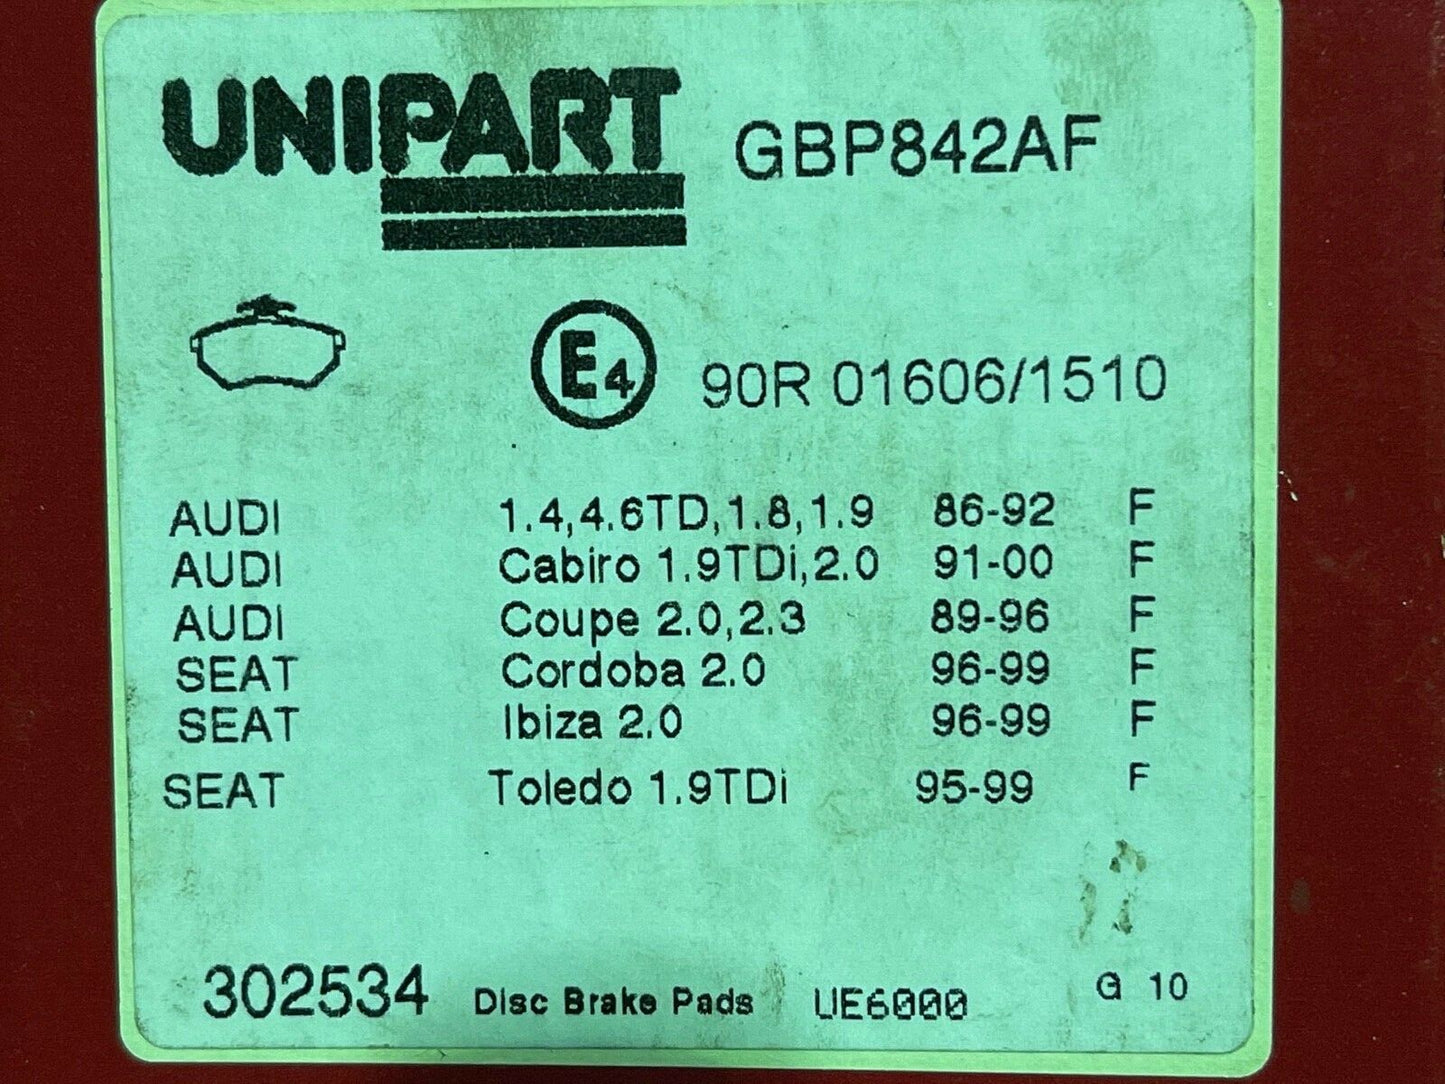 UNIPART GBP842AF
E4 90R 01606/1510
AUDI 1.4,4.6TD,1.8,1.9 86-92 F
AUDI Cabiro 1.9TDi,2.0 91-00 F
AUDI Coupe 2.0,2.3 89-96 F
SEAT Cordoba 2.0 96-99 F
SEAT Ibiza 2.0 96-99 F
SEAT Toledo 1.9TDi 95-99 F
302534 Disc Brake Pads UE6000 G 10